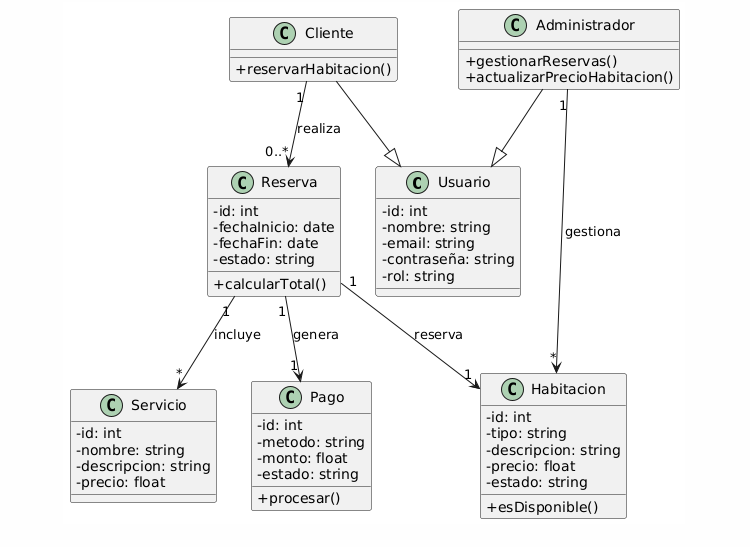 C Cliente
+reservarHabitacion()
C Administrador
+gestionarReservas()
+actualizarPrecioHabitacion()
1
realiza
0..*
1
gestiona
*
C Reserva
-id: int
-fechaInicio: date
-fechaFin: date
-estado: string
+calcularTotal()
C Usuario
-id: int
-nombre: string
-email: string
-contraseña: string
-rol: string
1
incluye
*
1
genera
1
1
reserva
1
C Servicio
-id: int
-nombre: string
-descripcion: string
-precio: float
C Pago
-id: int
-metodo: string
-monto: float
-estado: string
+procesar()
C Habitacion
-id: int
-tipo: string
-descripcion: string
-precio: float
-estado: string
+esDisponible()